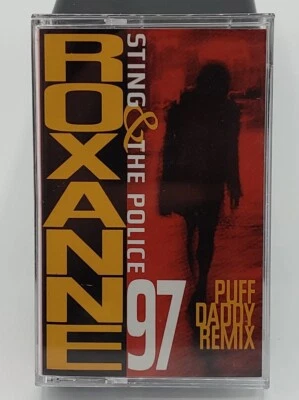 ROXANNE
STING & THE POLICE
97
PUFF
DADDY
REMIX